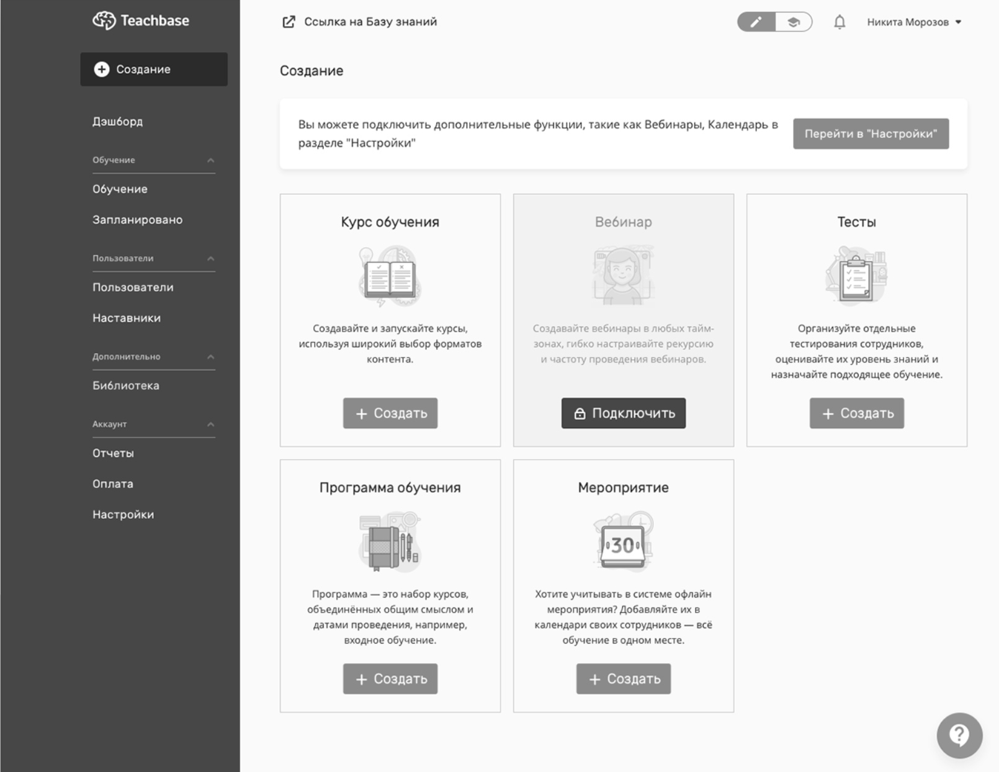 Teachbase
Создание
Дэшборд
Обучение
Обучение
Запланировано
Пользователи
Пользователи
Наставники
Дополнительно
Библиотека
Аккаунт
Отчеты
Оплата
Настройки
Ссылка на Базу знаний
Никита Морозов
Создание
Вы можете подключить дополнительные функции, такие как Вебинары, Календарь в
разделе "Настройки"
Перейти в "Настройки"
Курс обучения
Создавайте и запускайте курсы,
используя широкий выбор форматов
контента.
+ Создать
Вебинар
Создавайте вебинары в любых тайм-
зонах, гибко настраивайте рекурсию
и частоту проведения вебинаров.
Подключить
Тесты
Организуйте отдельные
тестирования сотрудников,
оценивайте их уровень знаний и
назначайте подходящее обучение.
+ Создать
Программа обучения
Программа — это набор курсов,
объединённых общим смыслом и
датами проведения, например,
входное обучение.
+ Создать
Мероприятие
30
Хотите учитывать в системе офлайн
мероприятия? Добавляйте их в
календари своих сотрудников — всё
обучение в одном месте.
+ Создать